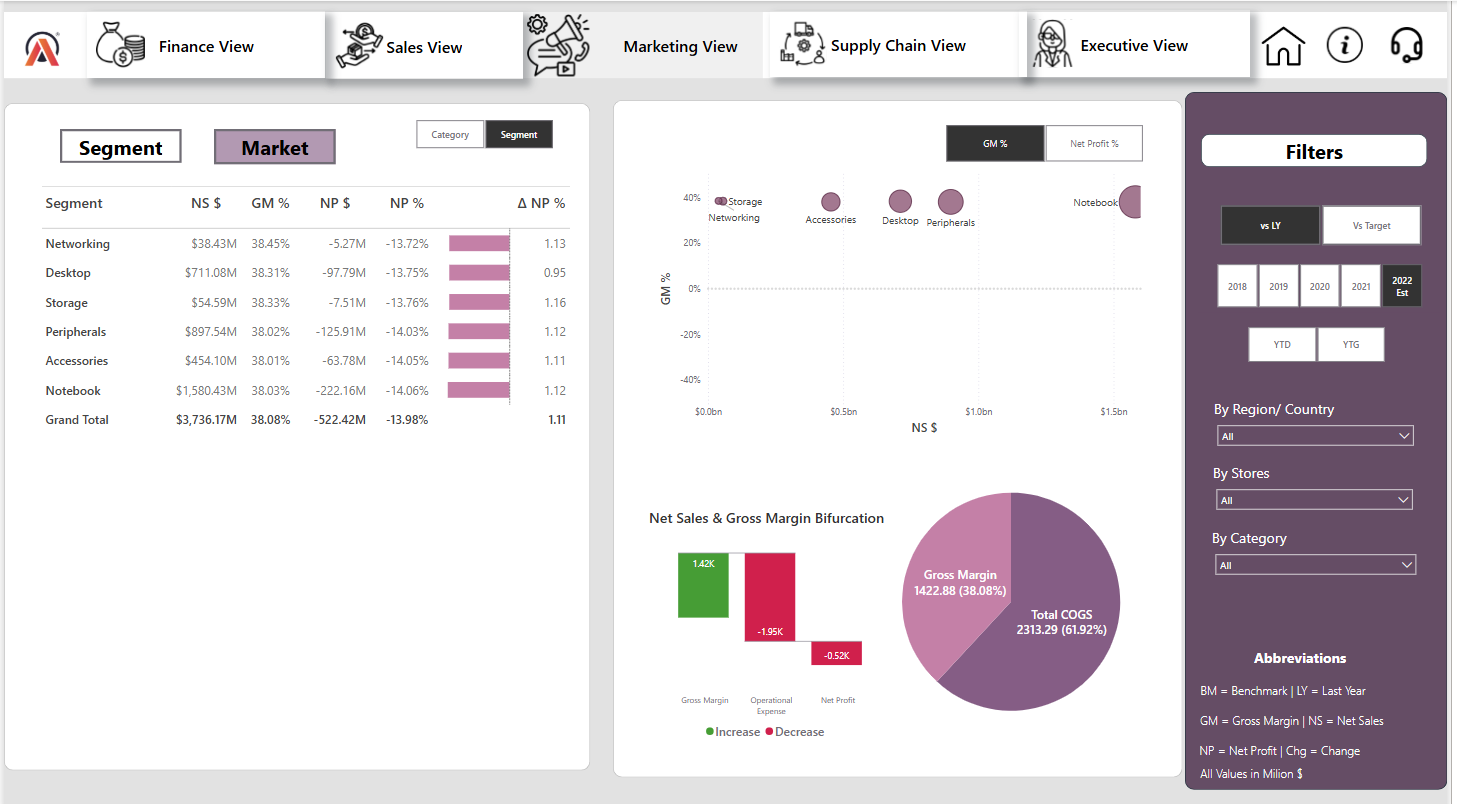 Finance View
Sales View
Marketing View
Supply Chain View
Executive View
Segment
Market
Category
Segment
Segment NS $ GM % NP $ NP % Δ NP %
Networking $38.43M 38.45% -5.27M -13.72% 1.13
Desktop $711.08M 38.31% -97.79M -13.75% 0.95
Storage $54.59M 38.33% -7.51M -13.76% 1.16
Peripherals $897.54M 38.02% -125.91M -14.03% 1.12
Accessories $454.10M 38.01% -63.78M -14.05% 1.11
Notebook $1,580.43M 38.03% -222.16M -14.06% 1.12
Grand Total $3,736.17M 38.08% -522.42M -13.98% 1.11
GM %
Net Profit %
40%
20%
0%
-20%
-40%
GM %
Storage
Networking
Accessories
Desktop
Peripherals
Notebook
$0.0bn $0.5bn $1.0bn $1.5bn
NS $
Net Sales & Gross Margin Bifurcation
1.42K
-1.95K
-0.52K
Gross Margin
Operational
Expense
Net Profit
Increase
Decrease
Gross Margin
1422.88 (38.08%)
Total COGS
2313.29 (61.92%)
Filters
vs LY
Vs Target
2018
2019
2020
2021
2022
Est
YTD
YTG
By Region/ Country
All
By Stores
All
By Category
All
Abbreviations
BM = Benchmark | LY = Last Year
GM = Gross Margin | NS = Net Sales
NP = Net Profit | Chg = Change
All Values in Milion $